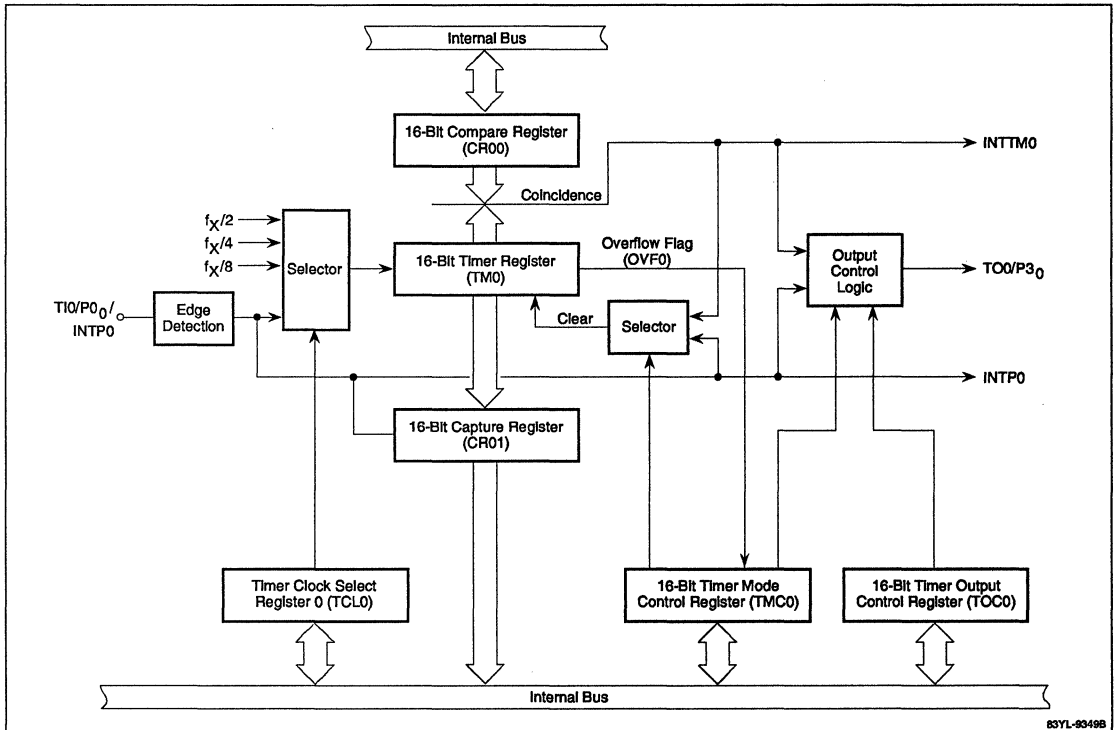 Internal Bus
16-Bit Compare Register
(CR00)
INTTM0
Coincidence
fX/2
fX/4
fX/8
Selector
16-Bit Timer Register
(TM0)
Overflow Flag
(OVF0)
Output
Control
Logic
TO0/P30
TI0/P00/
INTP0
Edge
Detection
Clear
Selector
INTP0
16-Bit Capture Register
(CR01)
Timer Clock Select
Register 0 (TCL0)
16-Bit Timer Mode
Control Register (TMC0)
16-Bit Timer Output
Control Register (TOC0)
Internal Bus
83YL-9349B